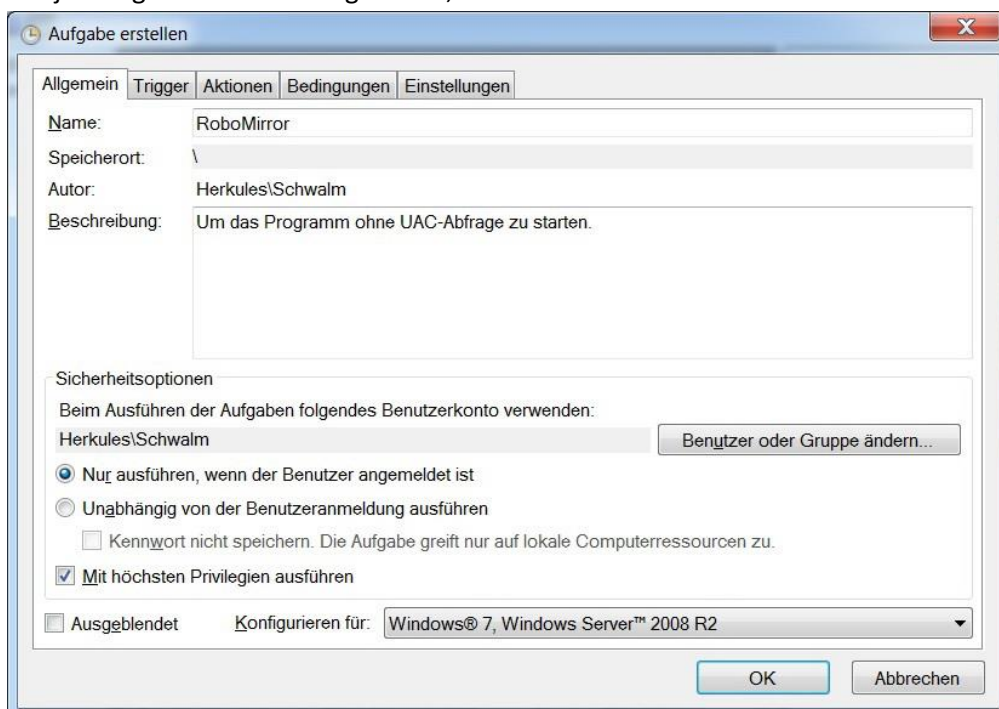 Aufgabe erstellen
Allgemein Trigger Aktionen Bedingungen Einstellungen
Name: RoboMirror
Speicherort: \
Autor: Herkules\Schwalm
Beschreibung: Um das Programm ohne UAC-Abfrage zu starten.
Sicherheitsoptionen
Beim Ausführen der Aufgaben folgendes Benutzerkonto verwenden:
Herkules\Schwalm Benutzer oder Gruppe ändern...
Nur ausführen, wenn der Benutzer angemeldet ist
Unabhängig von der Benutzeranmeldung ausführen
Kennwort nicht speichern. Die Aufgabe greift nur auf lokale Computerressourcen zu.
Mit höchsten Privilegien ausführen
Ausgeblendet Konfigurieren für: Windows® 7, Windows Server™ 2008 R2
OK Abbrechen